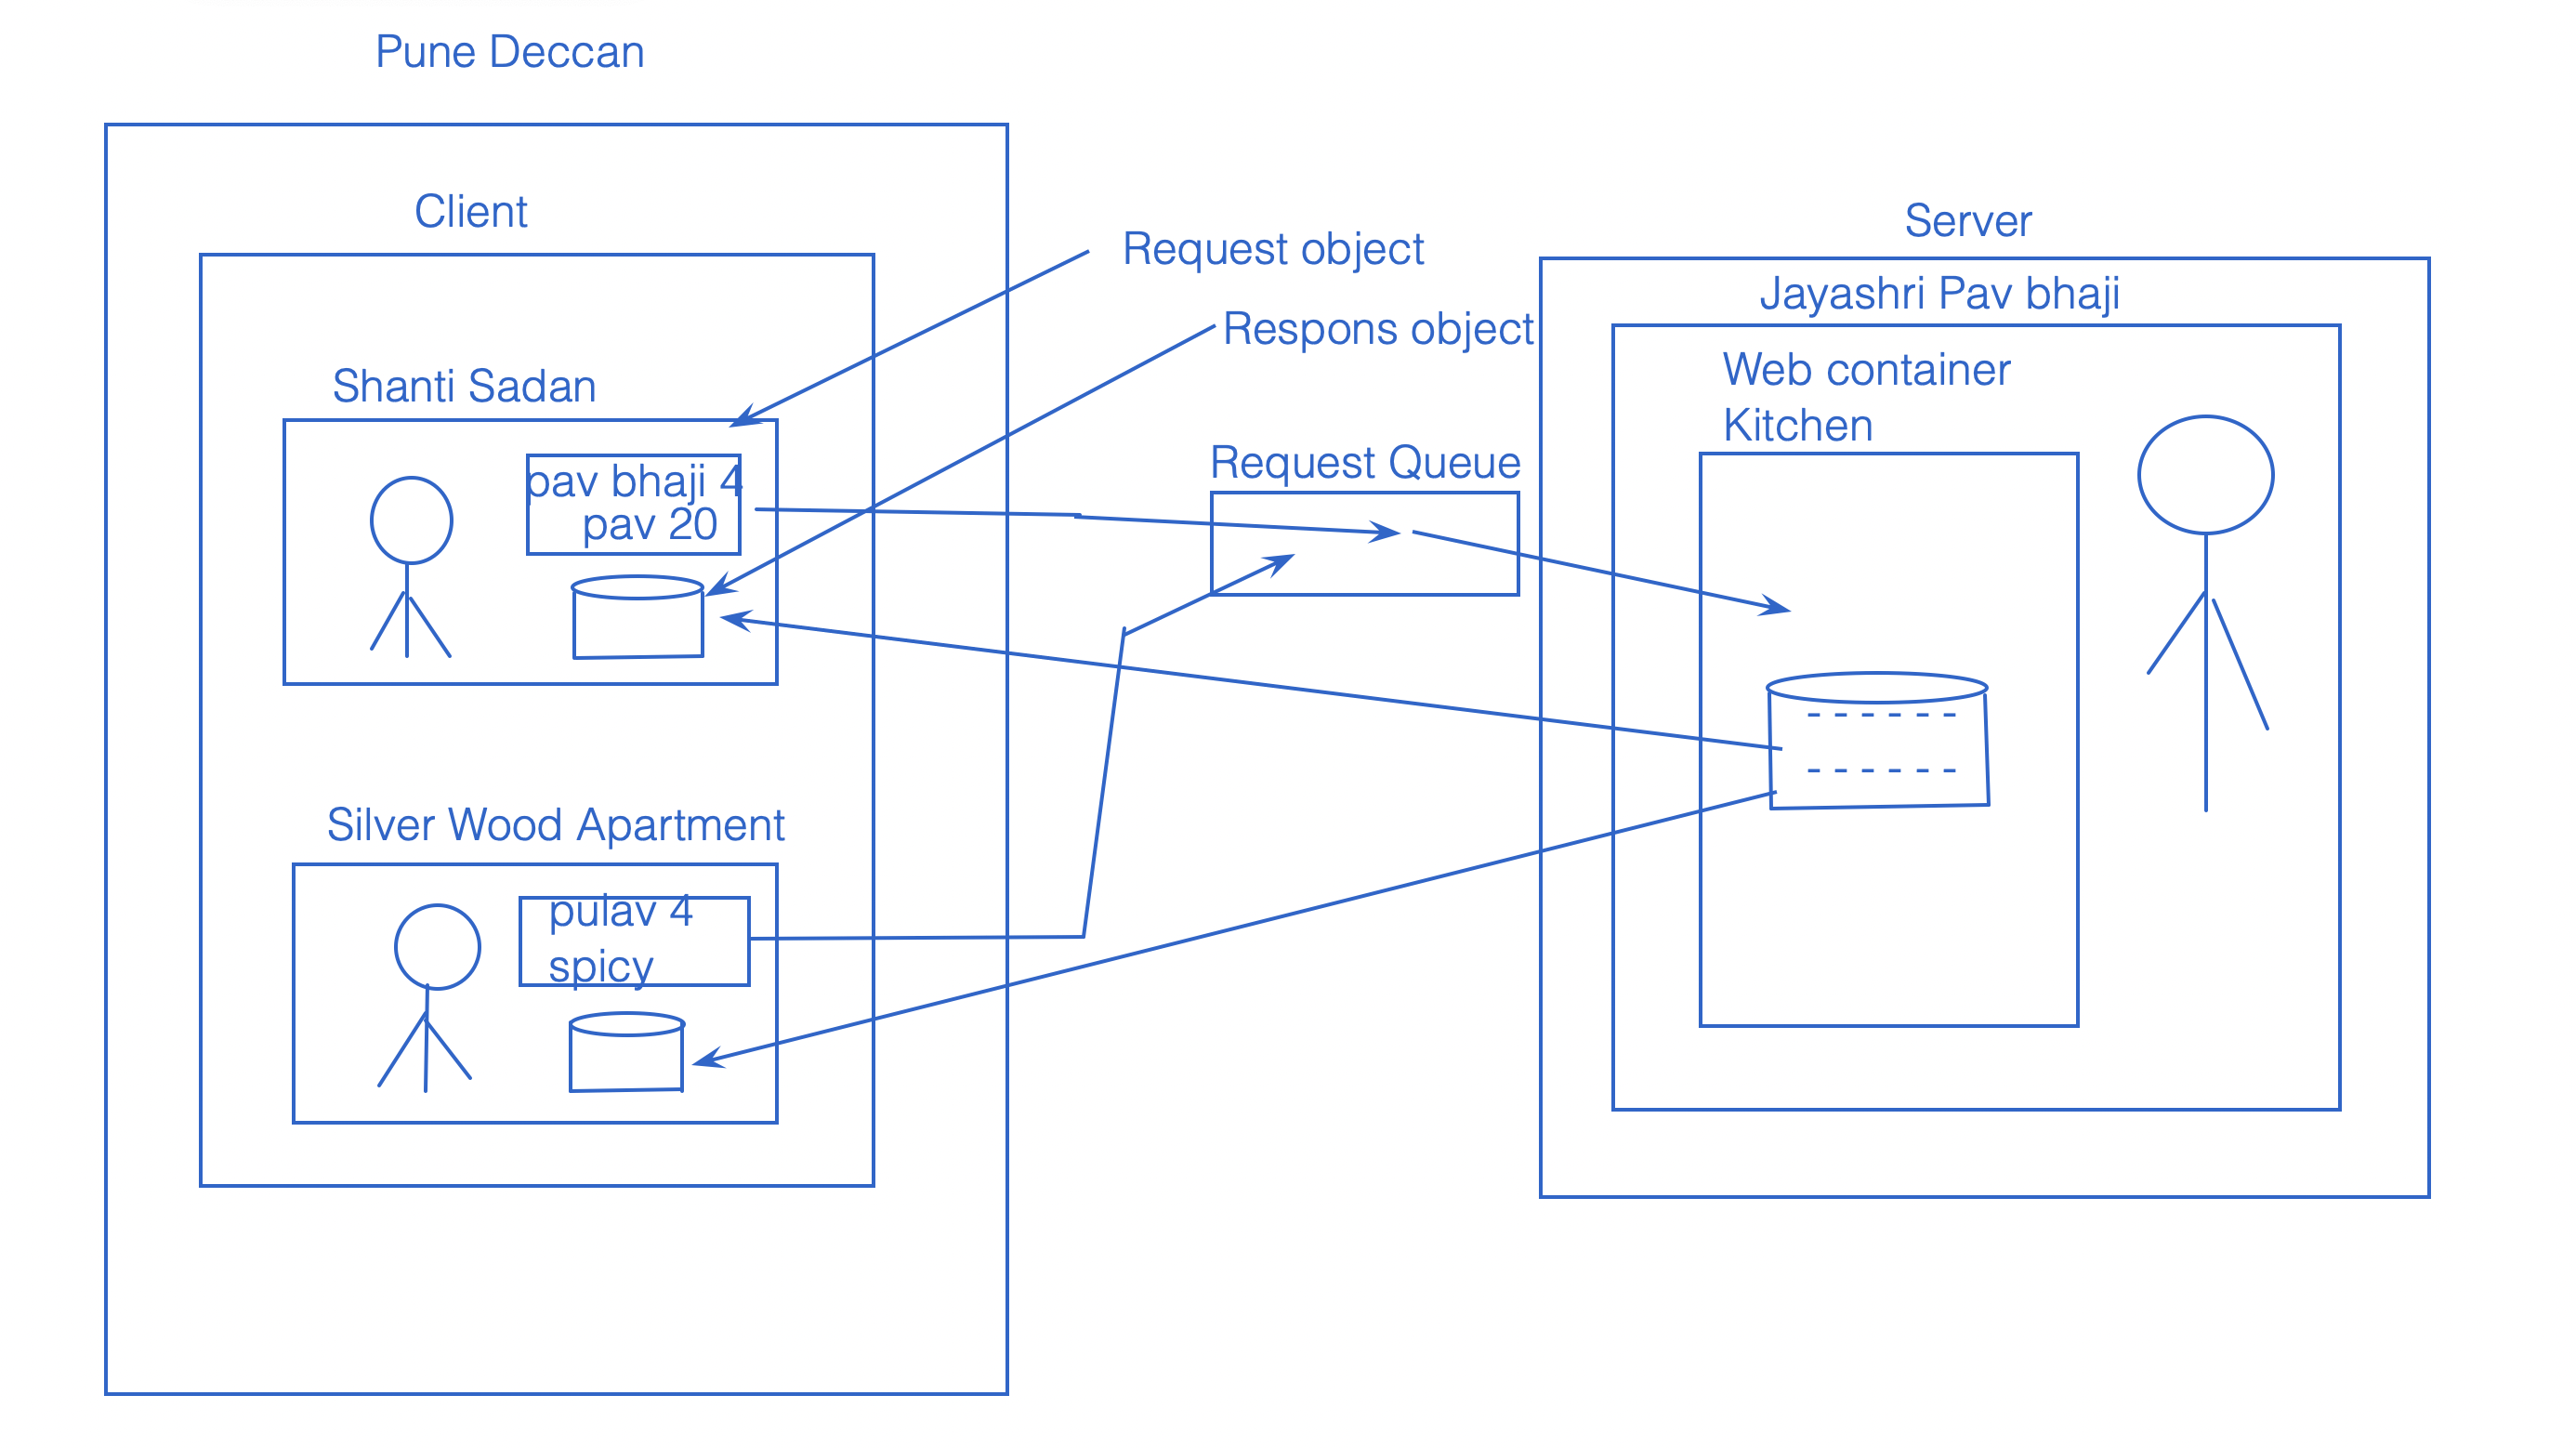 Pune Deccan
Client
Server
Request object
Jayashri Pav bhaji
Respons object
Web container
Kitchen
Shanti Sadan
Request Queue
pav bhaji 4
pav 20
Silver Wood Apartment
pulav 4
spicy